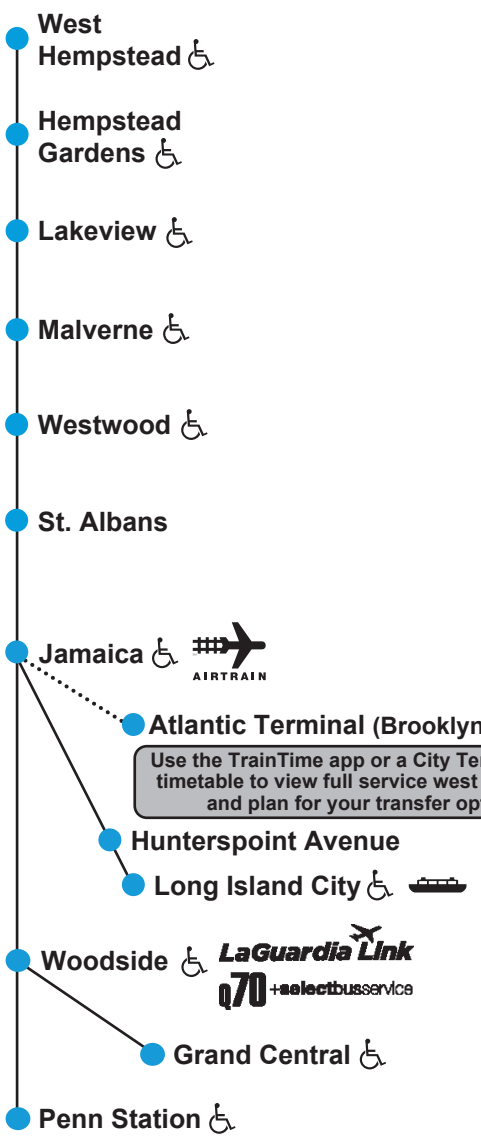 West
Hempstead
Hempstead
Gardens
Lakeview
Malverne
Westwood
St. Albans
Jamaica
AIRTRAIN
Atlantic Terminal (Brooklyn
Use the TrainTime app or a City Te
timetable to view full service west
and plan for your transfer op
Hunterspoint Avenue
Long Island City
Woodside
LaGuardia Link
Q70 +selectbusservice
Grand Central
Penn Station